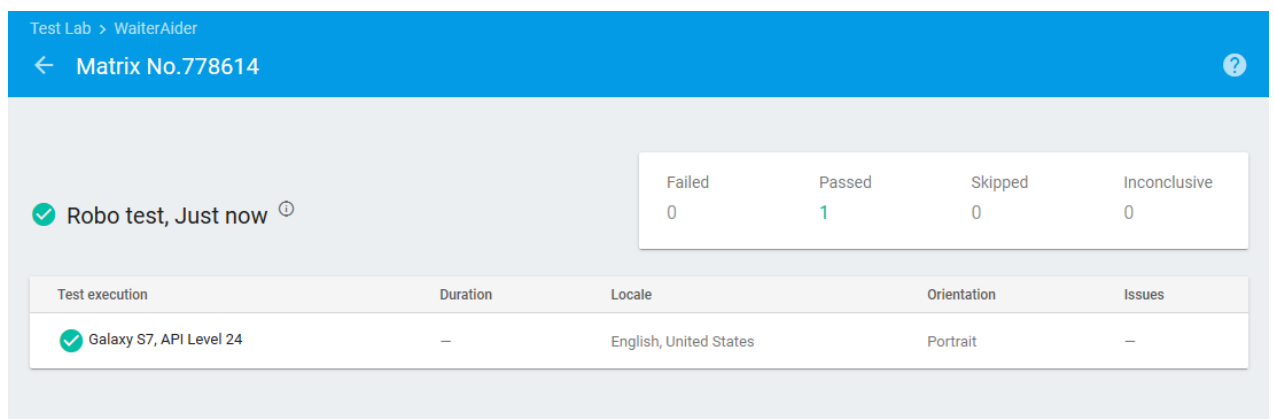 Test Lab > WaiterAider
← Matrix No.778614 ?
Failed Passed Skipped Inconclusive
0 1 0 0
Robo test, Just now
Test execution Duration Locale Orientation Issues
Galaxy S7, API Level 24 – English, United States Portrait –